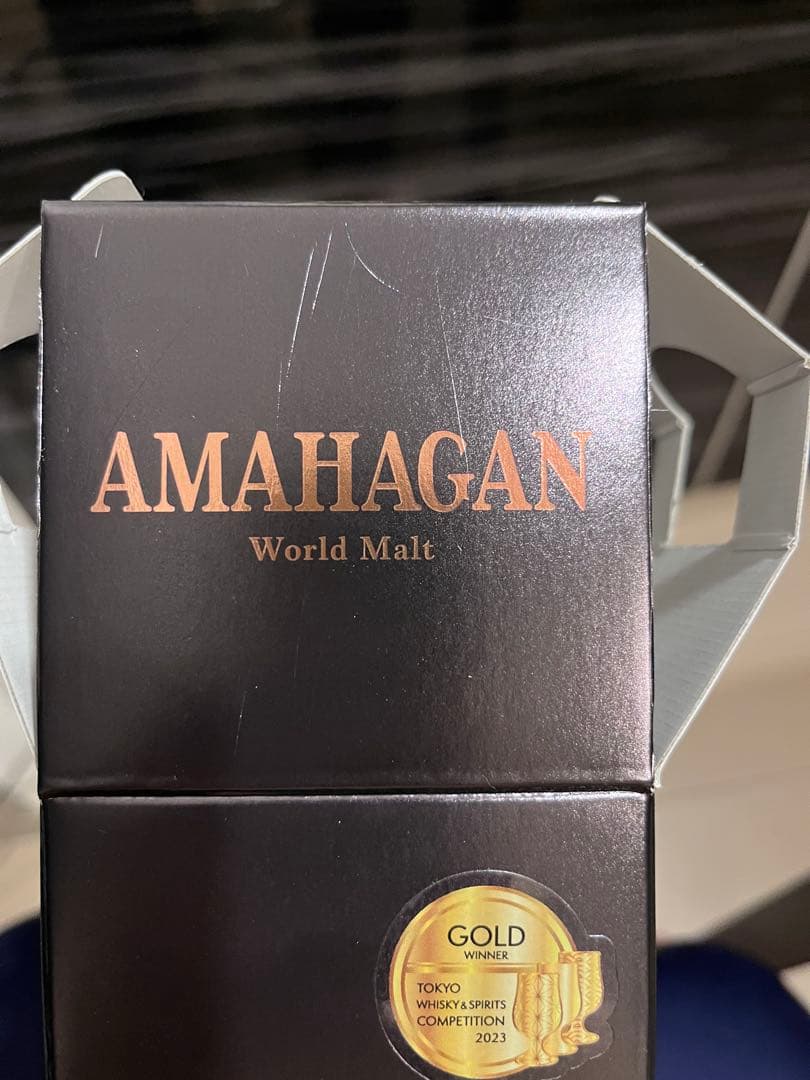 AMAHAGAN
World Malt
GOLD
WINNER
TOKYO
WHISKY & SPIRITS
COMPETITION
2023